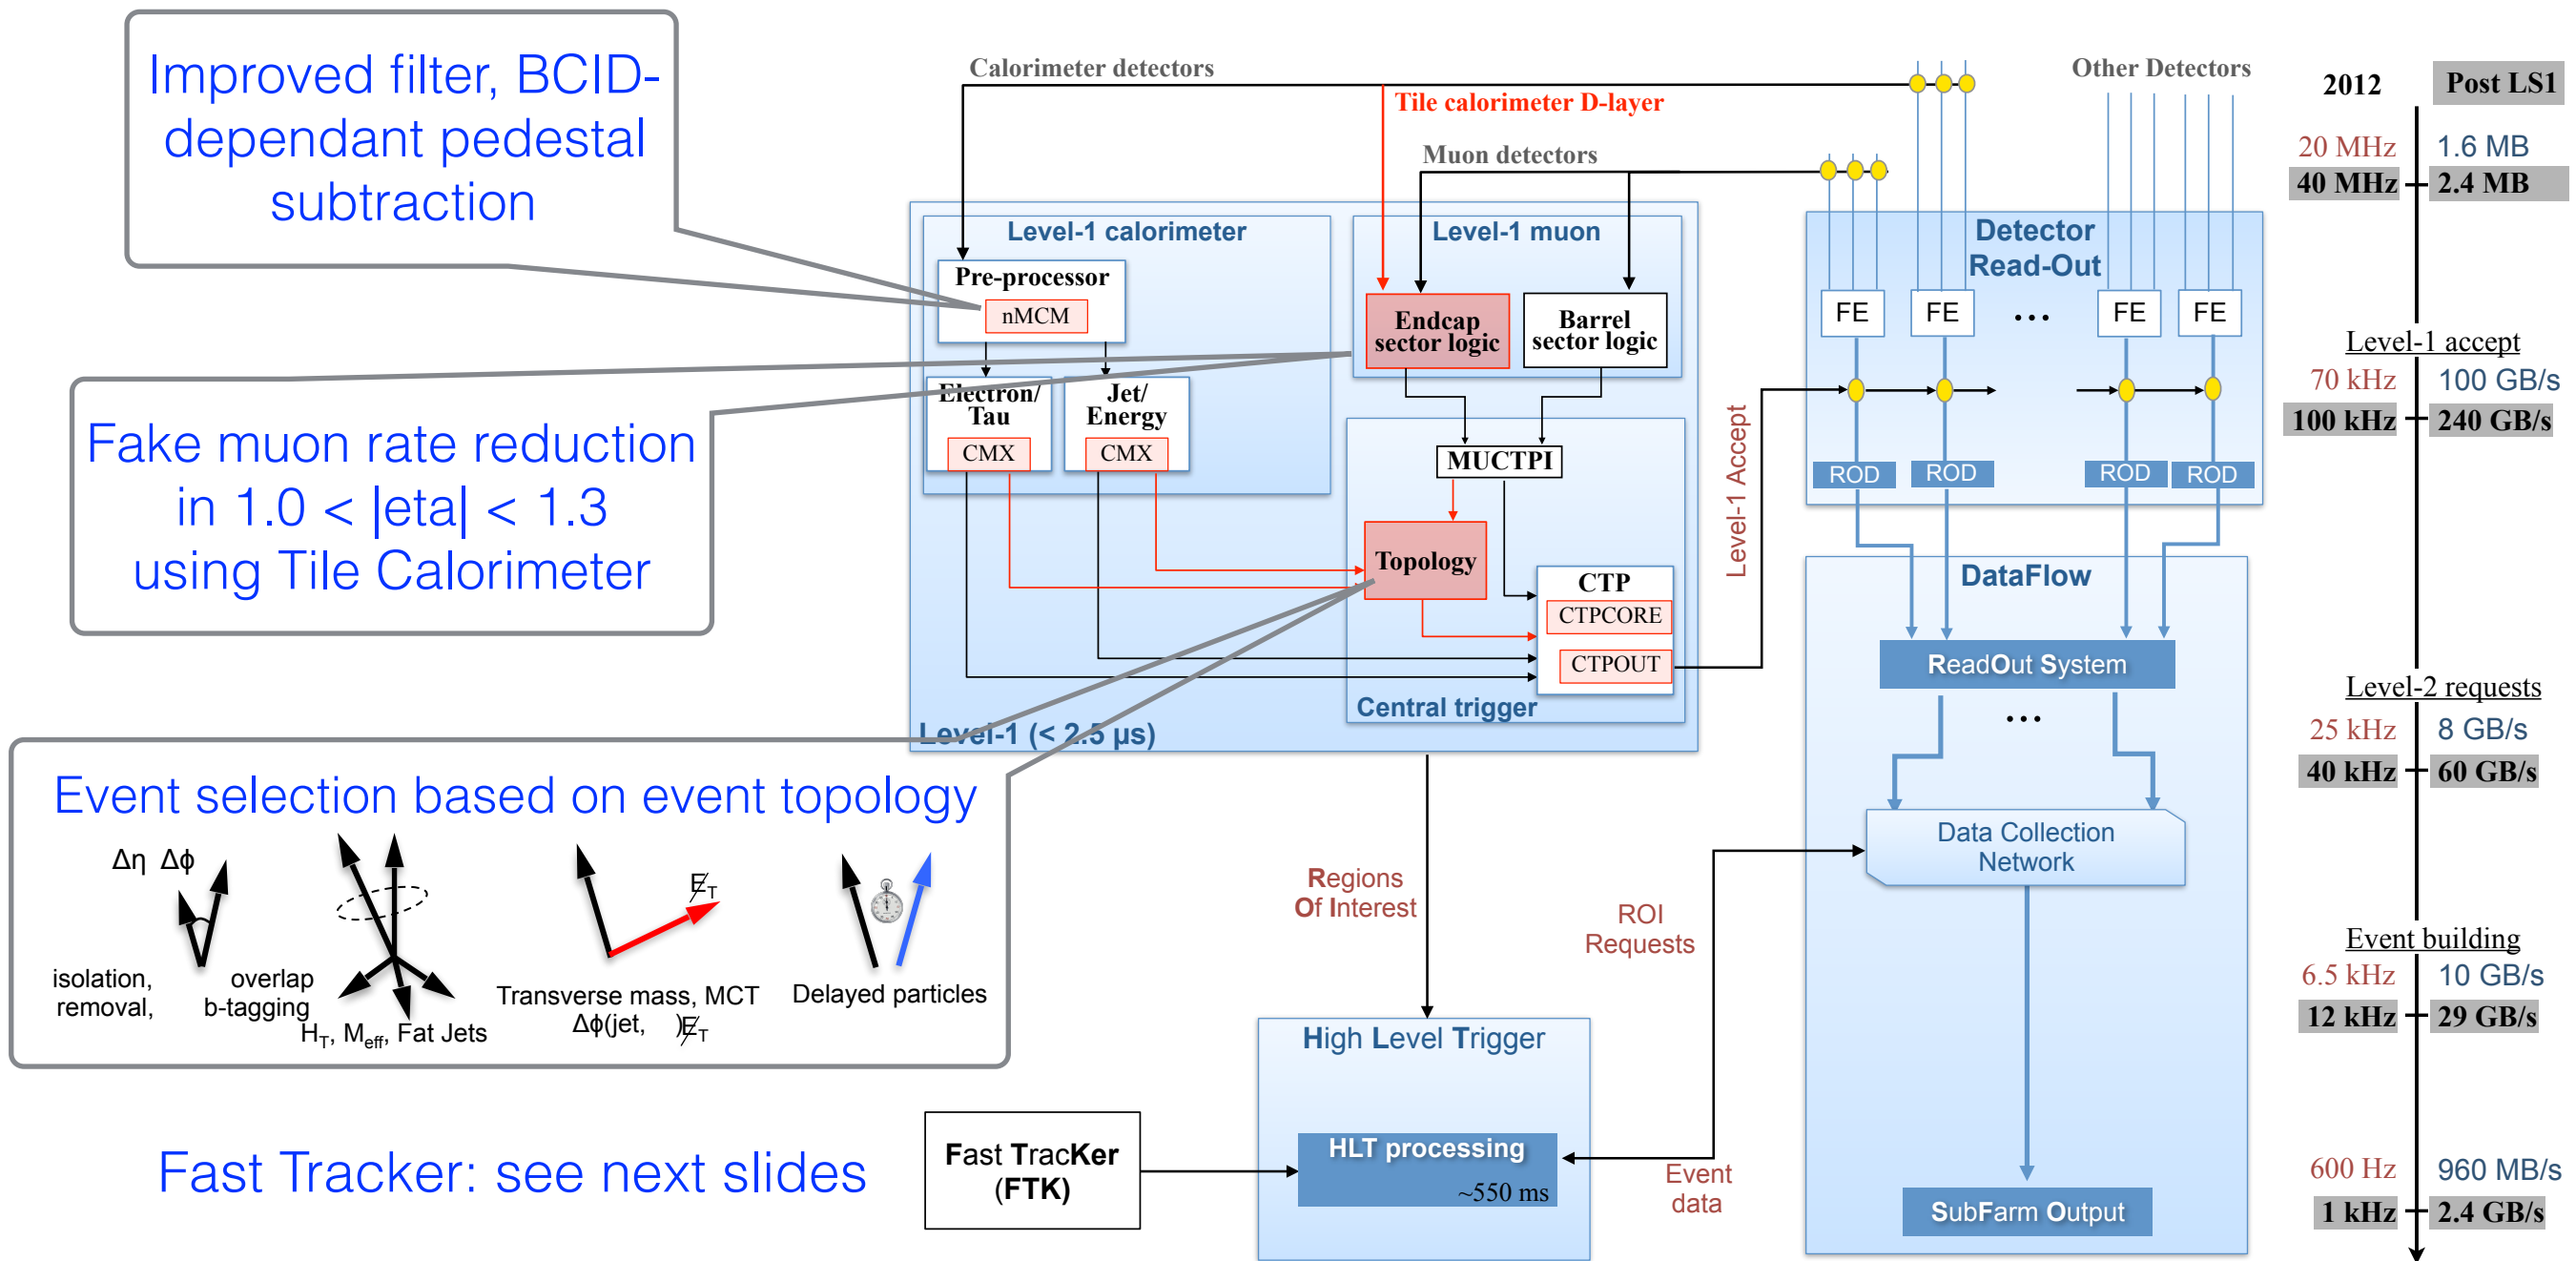 Improved filter, BCID-
dependant pedestal
subtraction
Fake muon rate reduction
in 1.0 < |eta| < 1.3
using Tile Calorimeter
Event selection based on event topology
Δη Δϕ
isolation, overlap
removal, b-tagging
H_T, M_eff, Fat Jets
E̸_T
Transverse mass, MCT
Δϕ(jet, )E̸_T
Delayed particles
Fast Tracker: see next slides
Calorimeter detectors
Tile calorimeter D-layer
Muon detectors
Other Detectors
Level-1 calorimeter
Pre-processor
nMCM
Electron/
Tau
CMX
Jet/
Energy
CMX
Level-1 muon
Endcap
sector logic
Barrel
sector logic
MUCTPI
Topology
CTP
CTPCORE
CTPOUT
Central trigger
Level-1 (< 2.5 µs)
Level-1 Accept
Regions
Of Interest
ROI
Requests
Event
data
High Level Trigger
HLT processing
~550 ms
Fast TracKer
(FTK)
Detector
Read-Out
FE
FE
...
FE
FE
ROD
ROD
ROD
ROD
DataFlow
ReadOut System
...
Data Collection
Network
SubFarm Output
2012 Post LS1
20 MHz 1.6 MB
40 MHz 2.4 MB
Level-1 accept
70 kHz 100 GB/s
100 kHz 240 GB/s
Level-2 requests
25 kHz 8 GB/s
40 kHz 60 GB/s
Event building
6.5 kHz 10 GB/s
12 kHz 29 GB/s
600 Hz 960 MB/s
1 kHz 2.4 GB/s